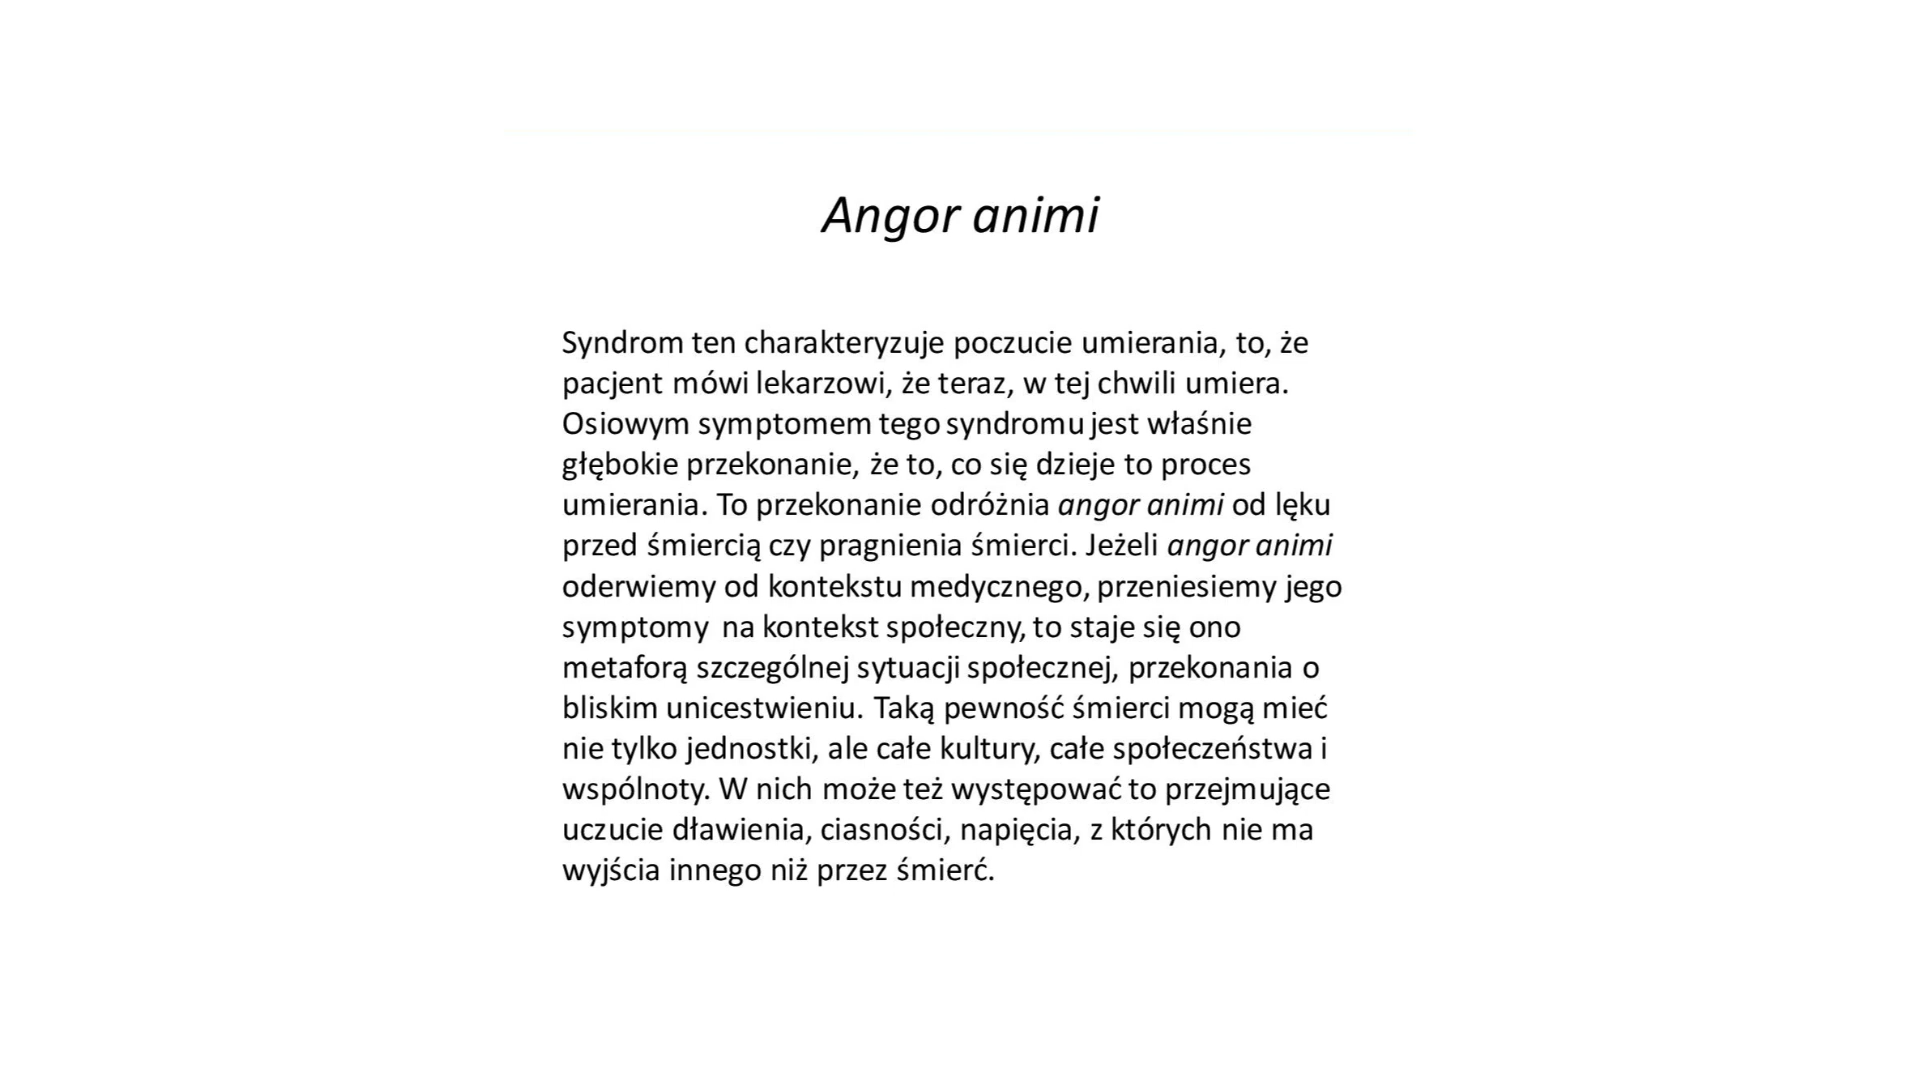 Angor animi
Syndrom ten charakteryzuje poczucie umierania, to, że
pacjent mówi lekarzowi, że teraz, w tej chwili umiera.
Osiowym symptomem tego syndromu jest właśnie
głębokie przekonanie, że to, co się dzieje to proces
umierania. To przekonanie odróżnia angor animi od lęku
przed śmiercią czy pragnienia śmierci. Jeżeli angor animi
oderwiemy od kontekstu medycznego, przeniesiemy jego
symptomy na kontekst społeczny, to staje się ono
metaforą szczególnej sytuacji społecznej, przekonania o
bliskim unicestwieniu. Taką pewność śmierci mogą mieć
nie tylko jednostki, ale całe kultury, całe społeczeństwa i
wspólnoty. W nich może też występować to przejmujące
uczucie dławienia, ciasności, napięcia, z których nie ma
wyjścia innego niż przez śmierć.